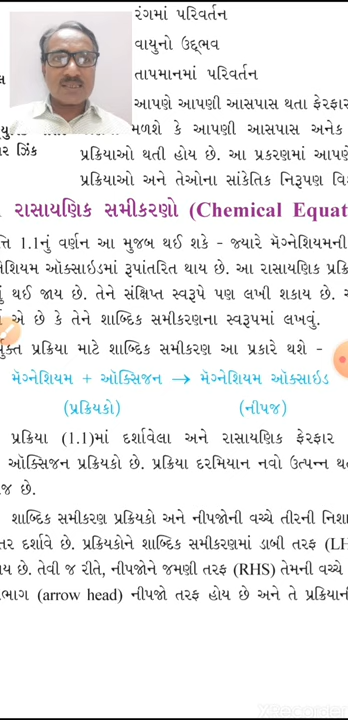 રંગમાં પરિવર્તન
વાયુનો ઉદ્ભવ
તાપમાનમાં પરિવર્તન
આપણે આપણી આસપાસ થતા ફેરફાર
મળશે કે આપણી આસપાસ અનેક
ર ઝિંક
પ્રક્રિયાઓ થતી હોય છે. આ પ્રકરણમાં આપણે
પ્રક્રિયાઓ અને તેઓના સાંકેતિક નિરૂપણ વિ
રાસાયણિક સમીકરણો (Chemical Equat
ત્તિ 1.1નું વર્ણન આ મુજબ થઈ શકે - જ્યારે મૅગ્નેશિયમની
નેશિયમ ઑક્સાઇડમાં રૂપાંતરિત થાય છે. આ રાસાયણિક પ્રક્રિ
થઈ જાય છે. તેને સંક્ષિપ્ત સ્વરૂપે પણ લખી શકાય છે.
એ છે કે તેને શાબ્દિક સમીકરણના સ્વરૂપમાં લખવું.
ુક્ત પ્રક્રિયા માટે શાબ્દિક સમીકરણ આ પ્રકારે થશે -
મૅગ્નેશિયમ + ઑક્સિજન → મૅગ્નેશિયમ ઑક્સાઇડ
(પ્રક્રિયકો) (નીપજ)
પ્રક્રિયા (1.1)માં દર્શાવેલા અને રાસાયણિક ફેરફાર
ઑક્સિજન પ્રક્રિયકો છે. પ્રક્રિયા દરમિયાન નવો ઉત્પન્ન થત
જ છે.
શાબ્દિક સમીકરણ પ્રક્રિયકો અને નીપજોની વચ્ચે તીરની નિશા
તર દર્શાવે છે. પ્રક્રિયકોને શાબ્દિક સમીકરણમાં ડાબી તરફ (LH
ય છે. તેવી જ રીતે, નીપજોને જમણી તરફ (RHS) તેમની વચ્ચે
ભાગ (arrow head) નીપજો તરફ હોય છે અને તે પ્રક્રિયાની